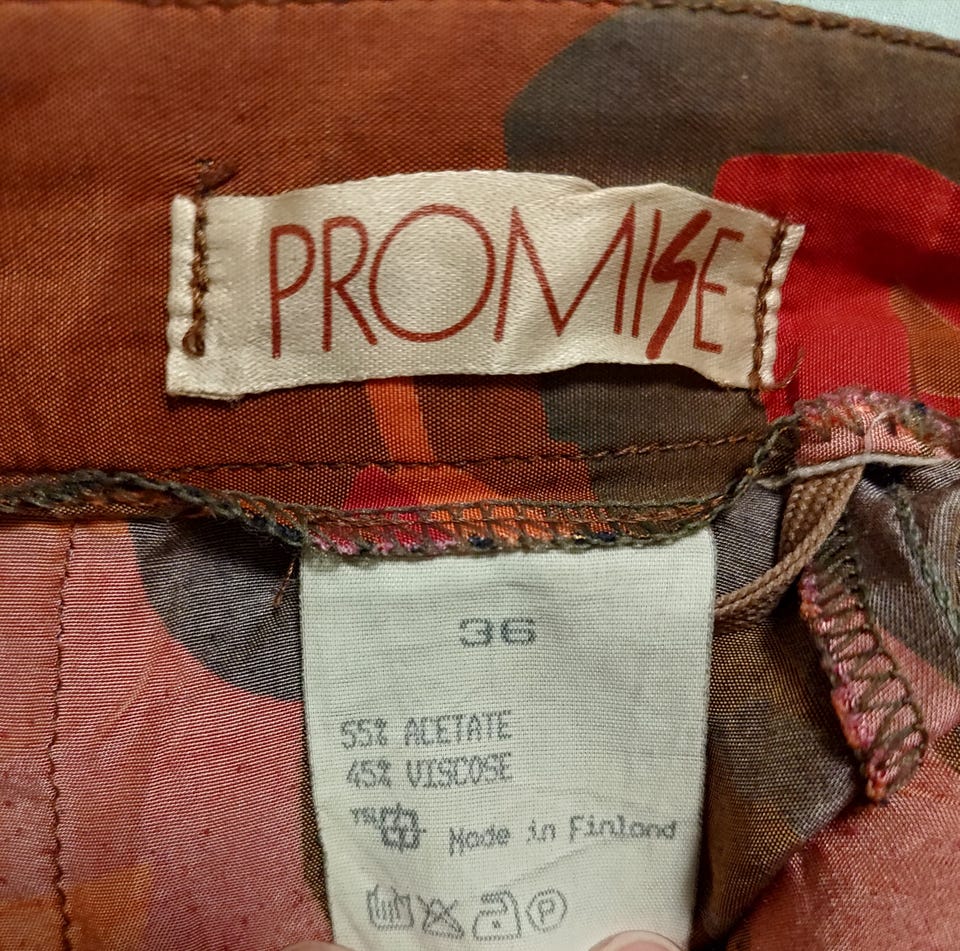 PROMISE
36
55% ACETATE
45% VISCOSE
Made in Finland
P